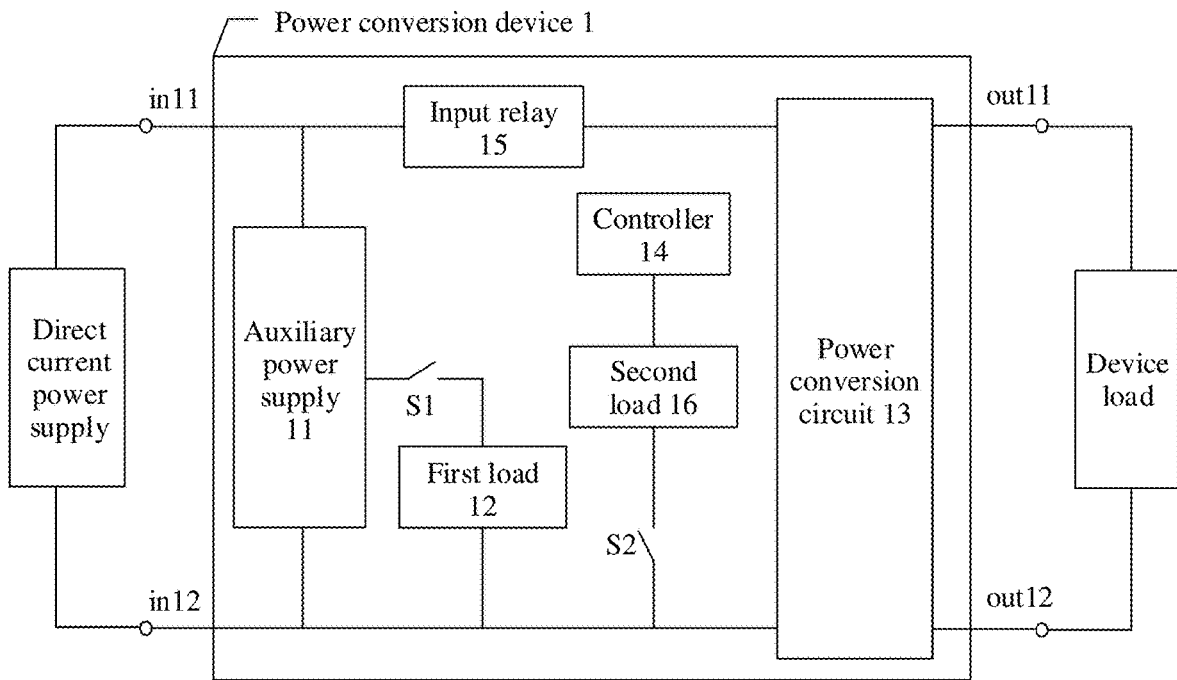 Power conversion device 1
in11
out11
Input relay
15
Controller
14
Direct
current
power
supply
Auxiliary
power
supply
11
S1
Second
load 16
Power
conversion
circuit 13
Device
load
First load
12
S2
in12
out12